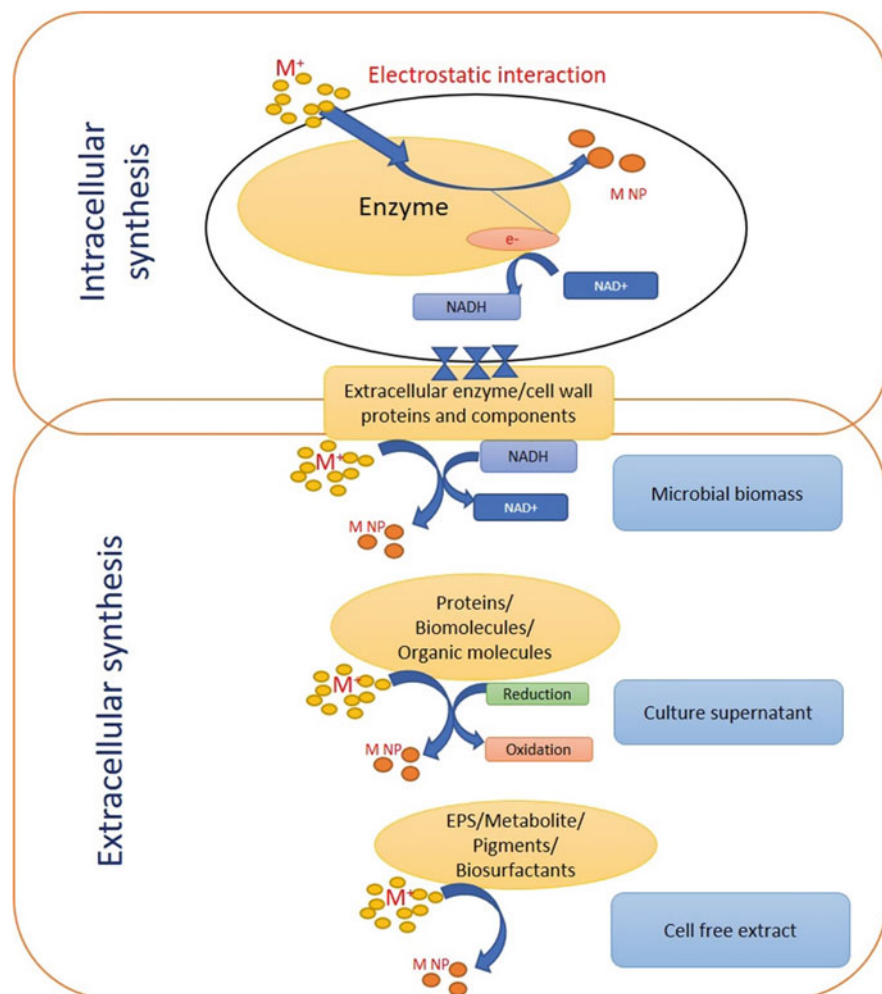 M+
Electrostatic interaction
Intracellular
synthesis
Enzyme
M NP
e-
NAD+
NADH
Extracellular enzyme/cell wall
proteins and components
Extracellular synthesis
M+
NADH
NAD+
M NP
Microbial biomass
Proteins/
Biomolecules/
Organic molecules
M+
Reduction
Oxidation
M NP
Culture supernatant
EPS/Metabolite/
Pigments/
Biosurfactants
M+
M NP
Cell free extract